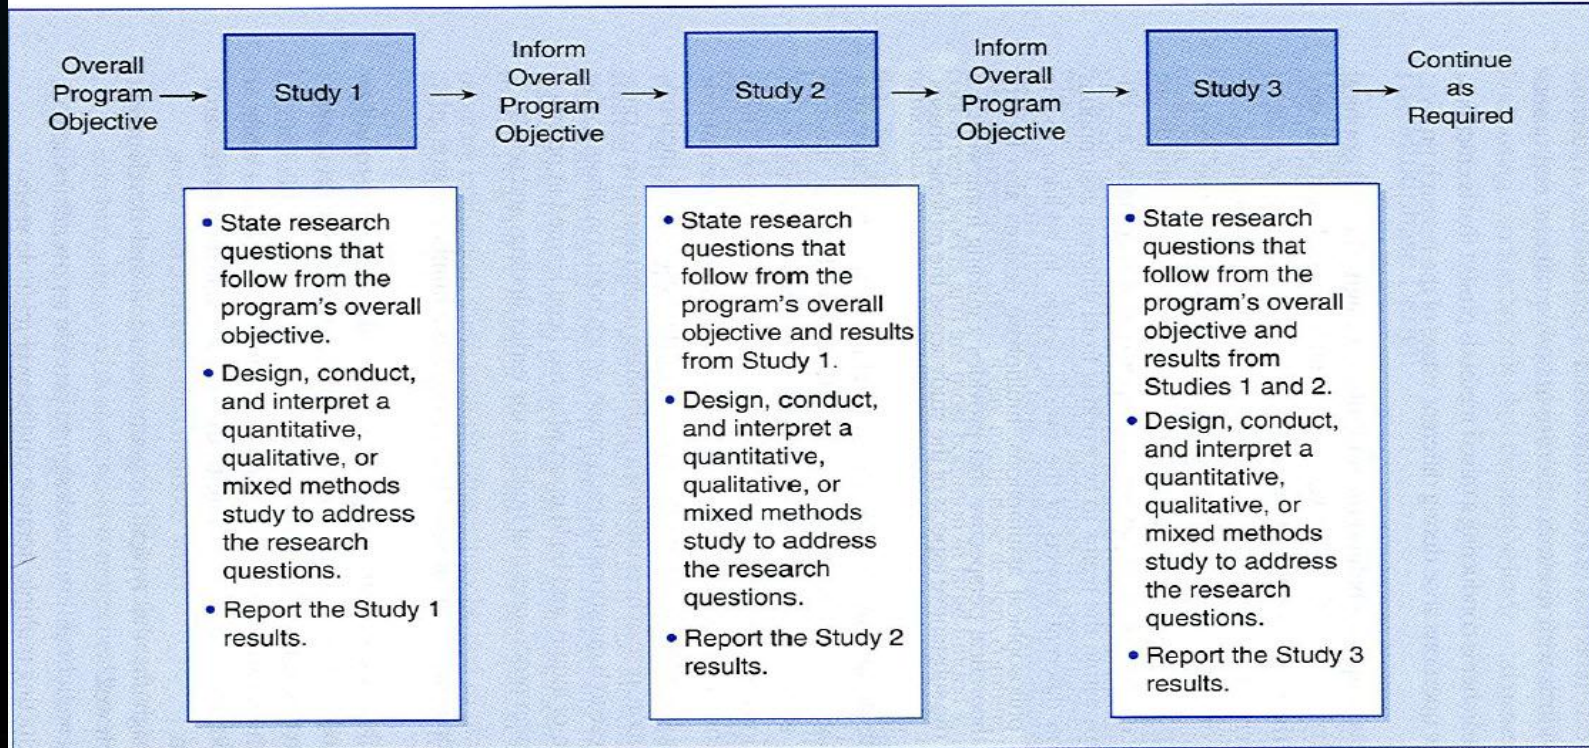 Overall
Program
Objective
Study 1
Inform
Overall
Program
Objective
Study 2
Inform
Overall
Program
Objective
Study 3
Continue
as
Required
• State research
questions that
follow from the
program's overall
objective.
• Design, conduct,
and interpret a
quantitative,
qualitative, or
mixed methods
study to address
the research
questions.
• Report the Study 1
results.
• State research
questions that
follow from the
program's overall
objective and results
from Study 1.
• Design, conduct,
and interpret a
quantitative,
qualitative, or
mixed methods
study to address
the research
questions.
• Report the Study 2
results.
• State research
questions that
follow from the
program's overall
objective and
results from
Studies 1 and 2.
• Design, conduct,
and interpret a
quantitative,
qualitative, or
mixed methods
study to address
the research
questions.
• Report the Study 3
results.